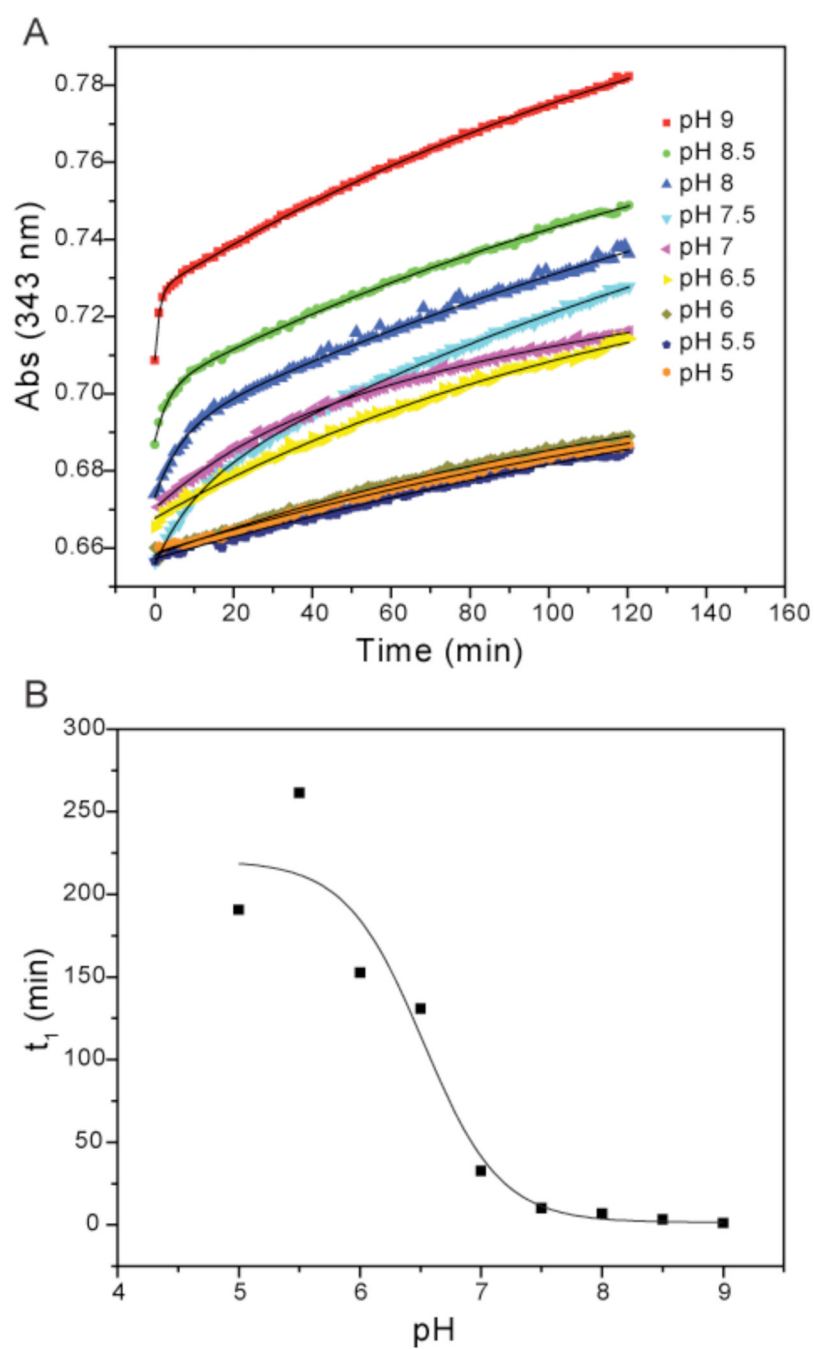 A
0.78
0.76
0.74
0.72
0.70
0.68
0.66
Abs (343 nm)
pH 9
pH 8.5
pH 8
pH 7.5
pH 7
pH 6.5
pH 6
pH 5.5
pH 5
0 20 40 60 80 100 120 140 160
Time (min)
B
300
250
200
150
100
50
0
t1 (min)
4 5 6 7 8 9
pH